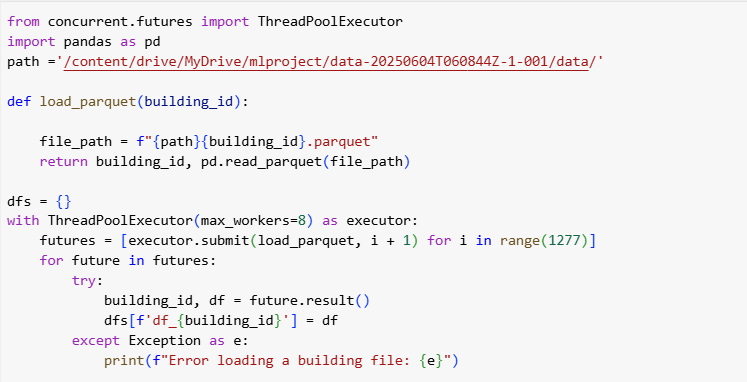 from concurrent.futures import ThreadPoolExecutor
import pandas as pd
path ='/content/drive/MyDrive/mlproject/data-20250604T060844Z-1-001/data/'
def load_parquet(building_id):
    file_path = f"{path}{building_id}.parquet"
    return building_id, pd.read_parquet(file_path)
dfs = {}
with ThreadPoolExecutor(max_workers=8) as executor:
    futures = [executor.submit(load_parquet, i + 1) for i in range(1277)]
    for future in futures:
        try:
            building_id, df = future.result()
            dfs[f'df_{building_id}'] = df
        except Exception as e:
            print(f"Error loading a building file: {e}")